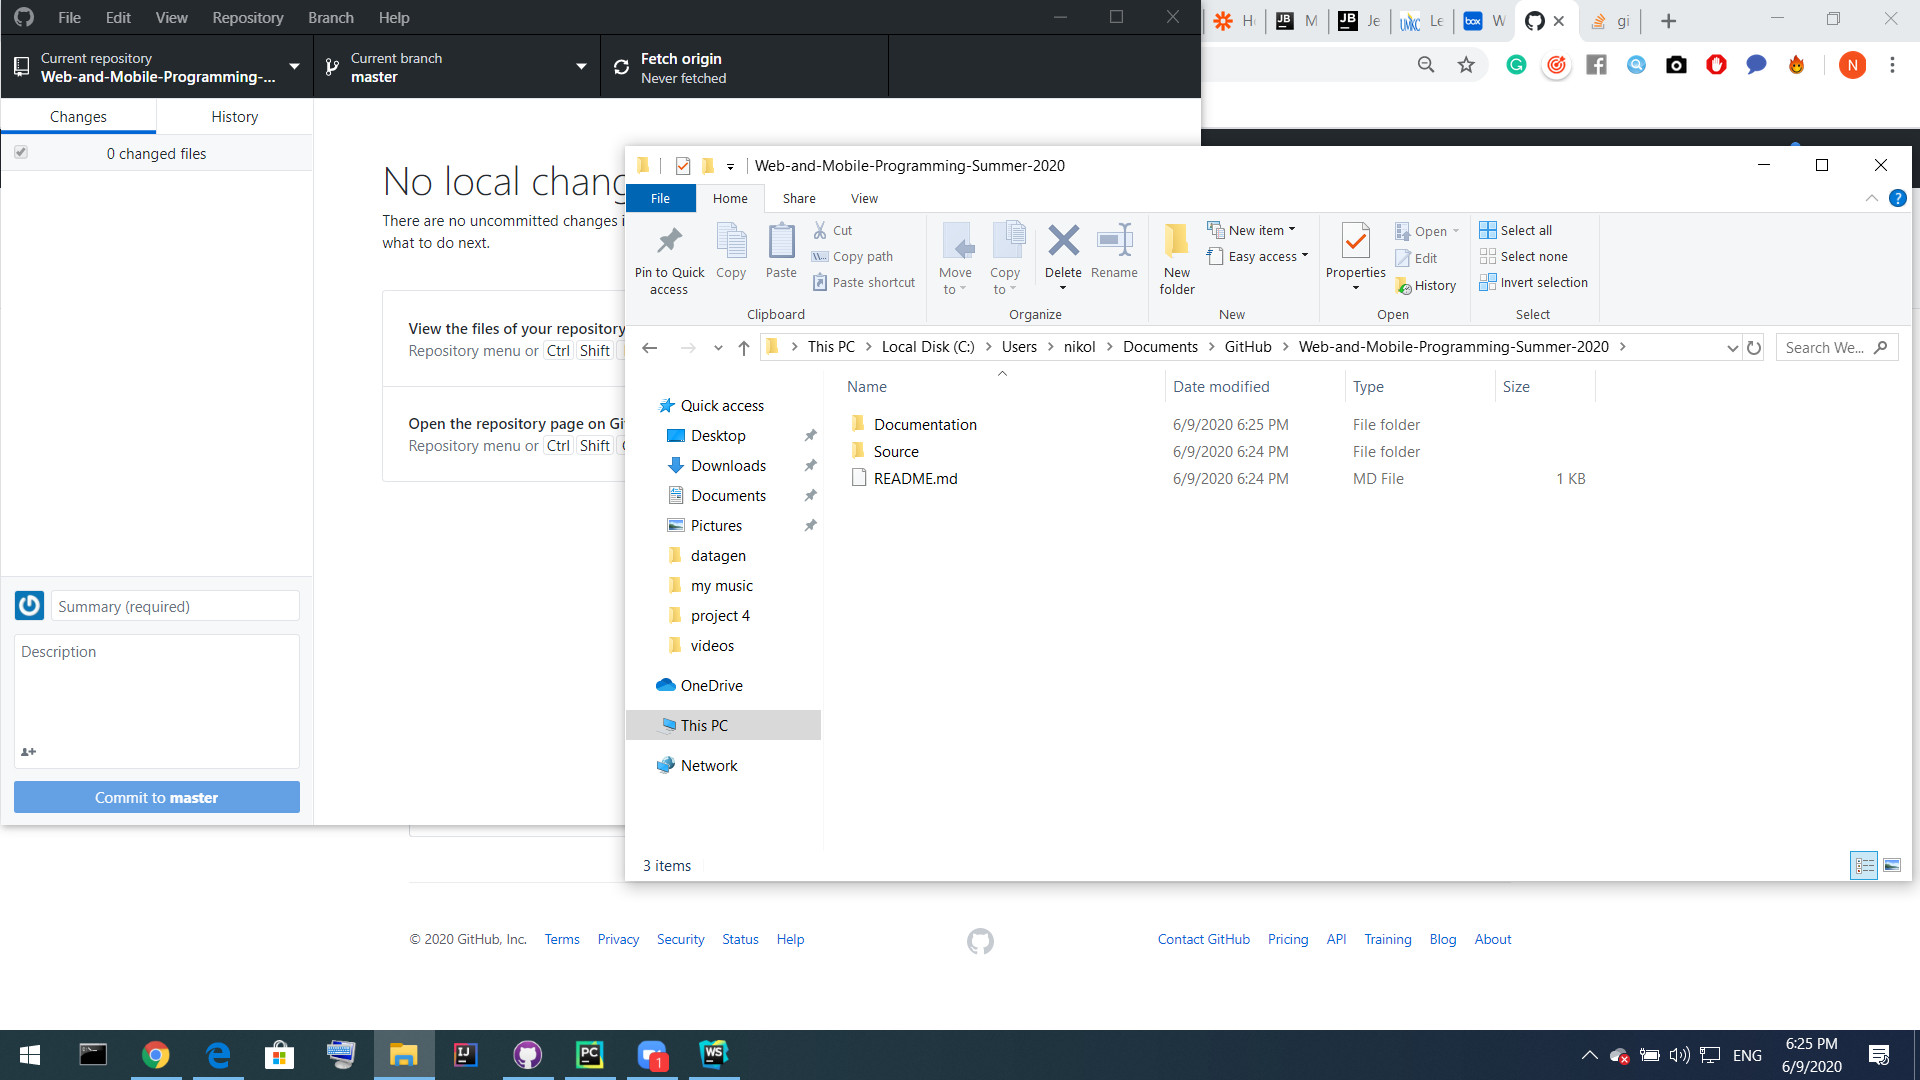 File Edit View Repository Branch Help
Current repository
Web-and-Mobile-Programming-...
Current branch
master
Fetch origin
Never fetched
Changes
History
0 changed files
No local chang
There are no uncommitted changes i
what to do next.
View the files of your repository
Repository menu or Ctrl Shift
Open the repository page on Gi
Repository menu or Ctrl Shift
Summary (required)
Description
Commit to master
M
Je
Le
W
gi
N
Web-and-Mobile-Programming-Summer-2020
File Home Share View
Pin to Quick access
Copy
Paste
Cut
Copy path
Paste shortcut
Clipboard
Move to
Copy to
Delete
Rename
Organize
New folder
New item
Easy access
New
Properties
Open
Edit
History
Open
Select all
Select none
Invert selection
Select
This PC > Local Disk (C:) > Users > nikol > Documents > GitHub > Web-and-Mobile-Programming-Summer-2020 >
Search We...
Name Date modified Type Size
Documentation 6/9/2020 6:25 PM File folder
Source 6/9/2020 6:24 PM File folder
README.md 6/9/2020 6:24 PM MD File 1 KB
Quick access
Desktop
Downloads
Documents
Pictures
datagen
my music
project 4
videos
OneDrive
This PC
Network
3 items
© 2020 GitHub, Inc. Terms Privacy Security Status Help
Contact GitHub Pricing API Training Blog About
ENG
6:25 PM
6/9/2020